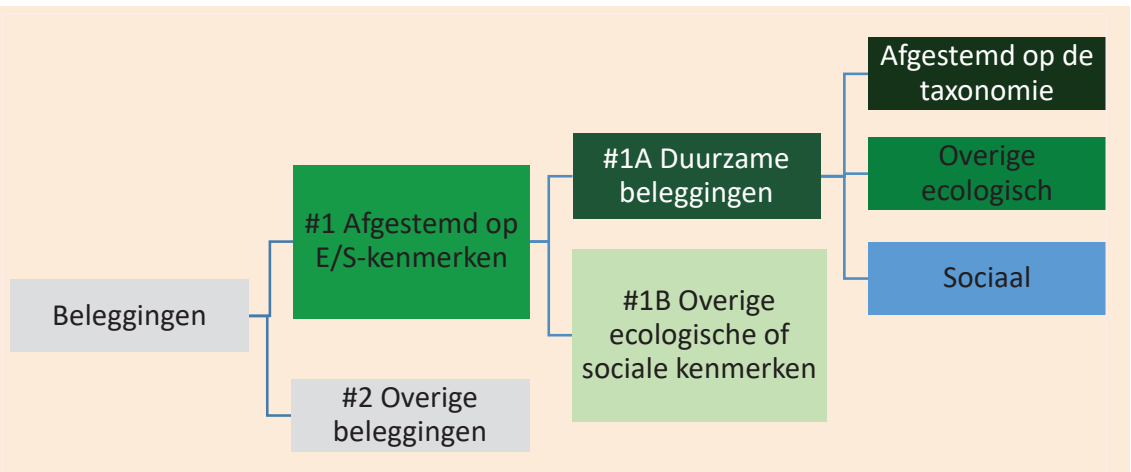 Beleggingen
#1 Afgestemd op
E/S-kenmerken
#2 Overige
beleggingen
#1A Duurzame
beleggingen
#1B Overige
ecologische of
sociale kenmerken
Afgestemd op de
taxonomie
Overige
ecologisch
Sociaal